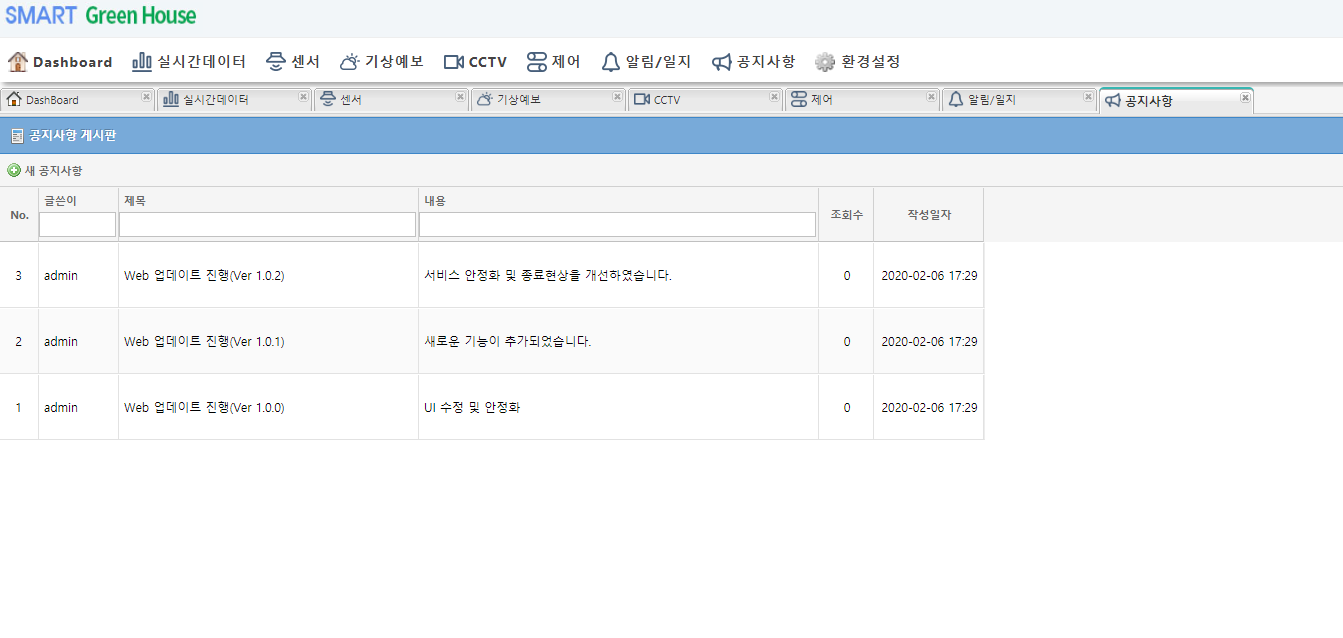 SMART Green House
Dashboard 실시간데이터 센서 기상예보 CCTV 제어 알림/일지 공지사항 환경설정
DashBoard 실시간데이터 센서 기상예보 CCTV 제어 알림/일지 공지사항
공지사항 게시판
새 공지사항
No. 글쓴이 제목 내용 조회수 작성일자
3 admin Web 업데이트 진행(Ver 1.0.2) 서비스 안정화 및 종료현상을 개선하였습니다. 0 2020-02-06 17:29
2 admin Web 업데이트 진행(Ver 1.0.1) 새로운 기능이 추가되었습니다. 0 2020-02-06 17:29
1 admin Web 업데이트 진행(Ver 1.0.0) UI 수정 및 안정화 0 2020-02-06 17:29